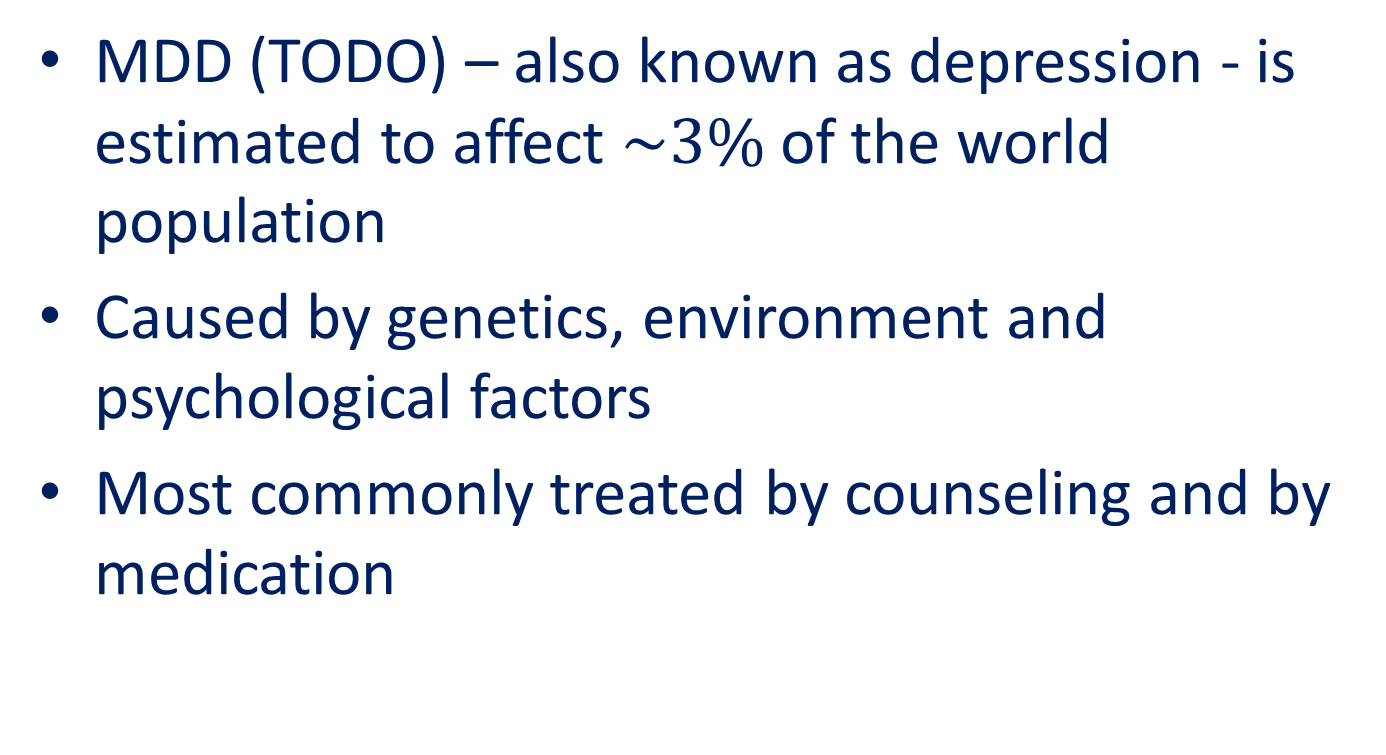 • MDD (TODO) – also known as depression - is
estimated to affect ~3% of the world
population
• Caused by genetics, environment and
psychological factors
• Most commonly treated by counseling and by
medication